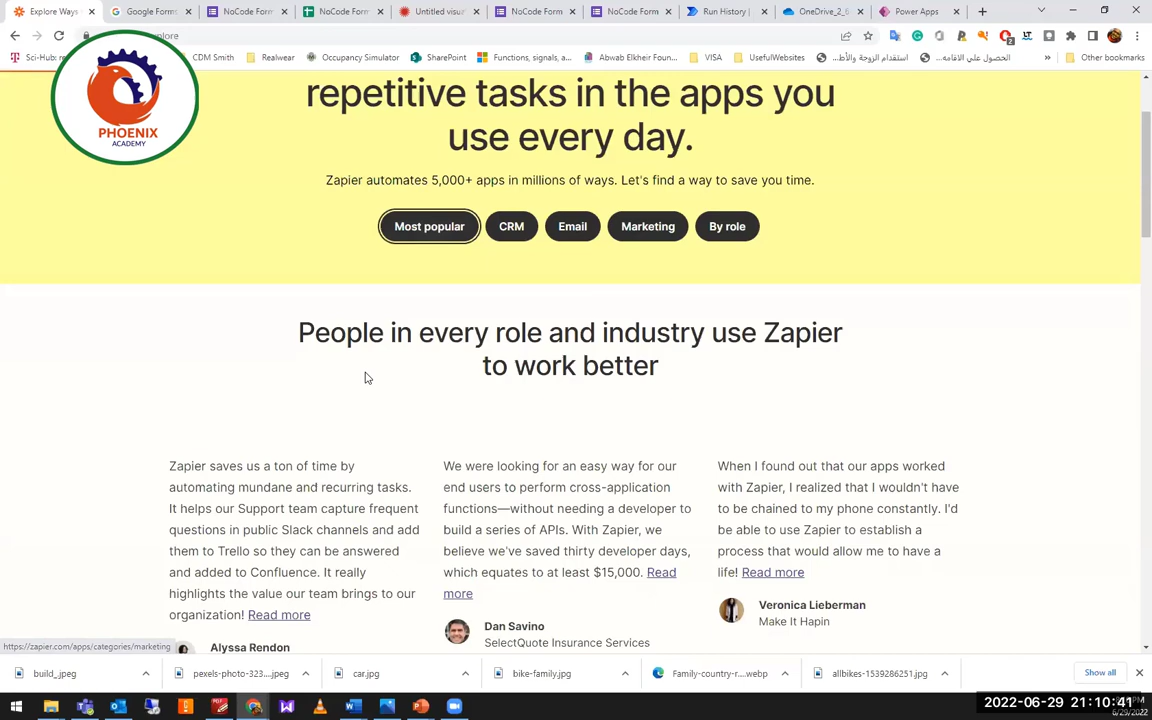 Explore Ways
Google Forms
NoCode Form
NoCode Form
Untitled visu
NoCode Form
NoCode Form
Run History |
OneDrive_2_6
Power Apps
Sci-Hub: re
CDM Smith
Realwear
Occupancy Simulator
SharePoint
Functions, signals, a...
Abwab Elkheir Foun...
VISA
UsefulWebsites
استقدام الزوجة والأط...
الحصول علي الاقامه...
Other bookmarks
PHOENIX
ACADEMY
repetitive tasks in the apps you
use every day.
Zapier automates 5,000+ apps in millions of ways. Let's find a way to save you time.
Most popular
CRM
Email
Marketing
By role
People in every role and industry use Zapier
to work better
Zapier saves us a ton of time by
automating mundane and recurring tasks.
It helps our Support team capture frequent
questions in public Slack channels and add
them to Trello so they can be answered
and added to Confluence. It really
highlights the value our team brings to our
organization! Read more
Alyssa Rendon
We were looking for an easy way for our
end users to perform cross-application
functions—without needing a developer to
build a series of APIs. With Zapier, we
believe we've saved thirty developer days,
which equates to at least $15,000. Read
more
Dan Savino
SelectQuote Insurance Services
When I found out that our apps worked
with Zapier, I realized that I wouldn't have
to be chained to my phone constantly. I'd
be able to use Zapier to establish a
process that would allow me to have a
life! Read more
Veronica Lieberman
Make It Hapin
https://zapier.com/apps/categories/marketing
build_.jpeg
pexels-photo-323....jpeg
car.jpg
bike-family.jpg
Family-country-r....webp
allbikes-1539286251.jpg
Show all
2022-06-29 21:10:41
6/29/2022